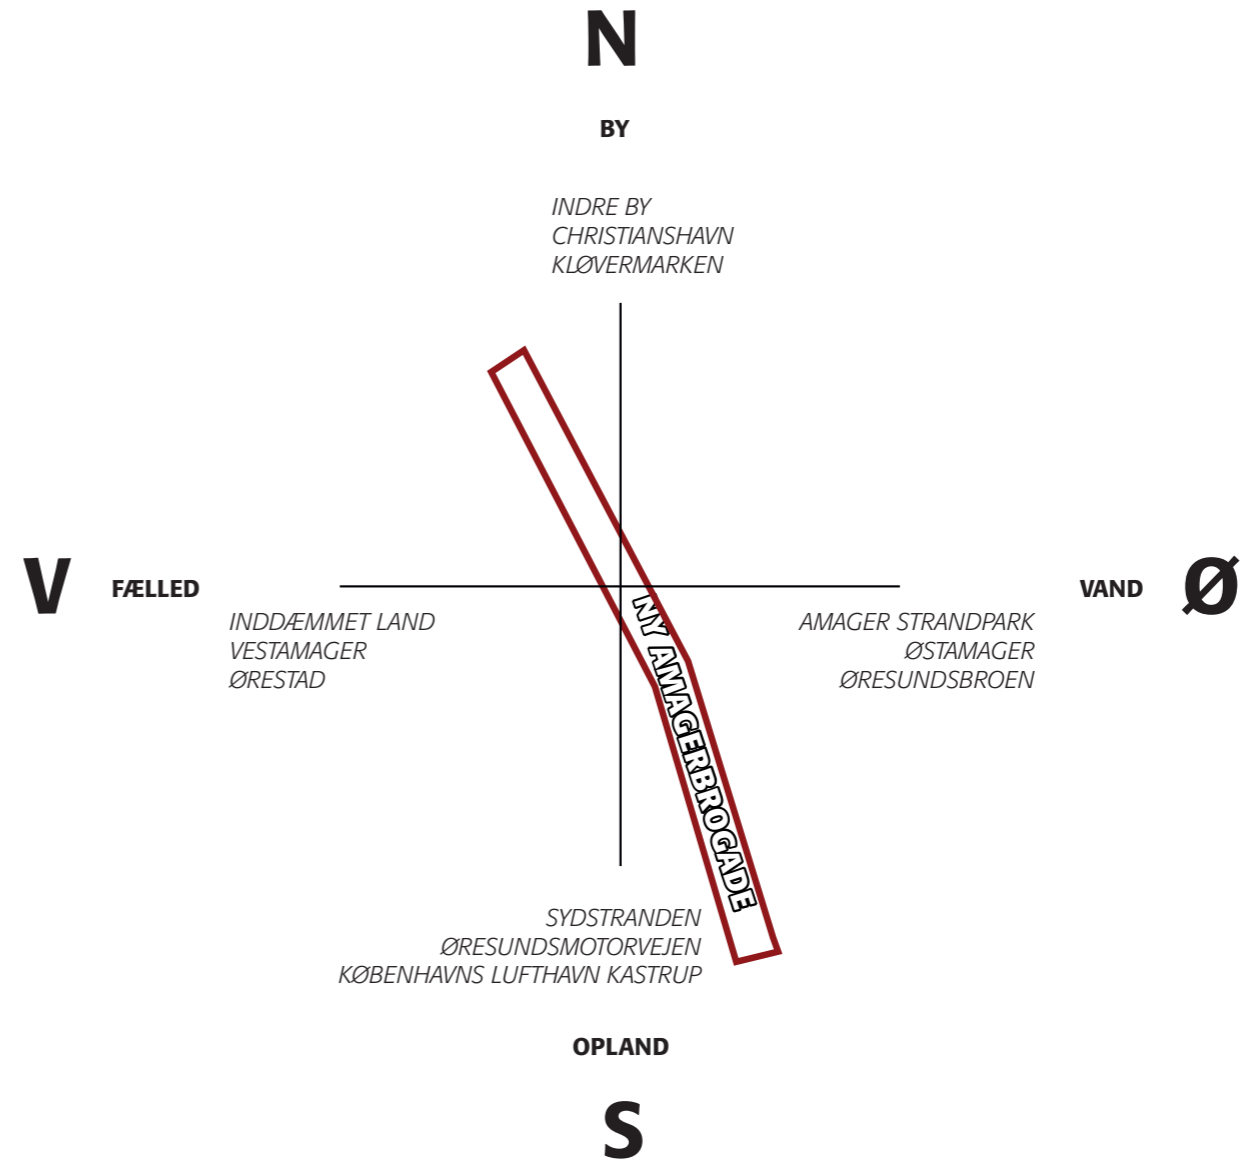 N
BY
INDRE BY
CHRISTIANSHAVN
KLØVERMARKEN
V
FÆLLED
INDDÆMMET LAND
VESTAMAGER
ØRESTAD
VAND
Ø
AMAGER STRANDPARK
ØSTAMAGER
ØRESUNDSBROEN
NY AMAGERBROGADE
SYDSTRANDEN
ØRESUNDSMOTORVEJEN
KØBENHAVNS LUFTHAVN KASTRUP
OPLAND
S